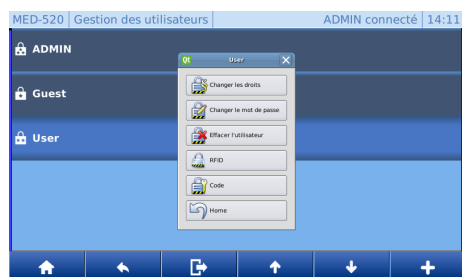 MED-520 Gestion des utilisateurs ADMIN connecté 14:11
ADMIN
Guest
User
Qt User
Changer les droits
Changer le mot de passe
Effacer l'utilisateur
RFID
Code
Home